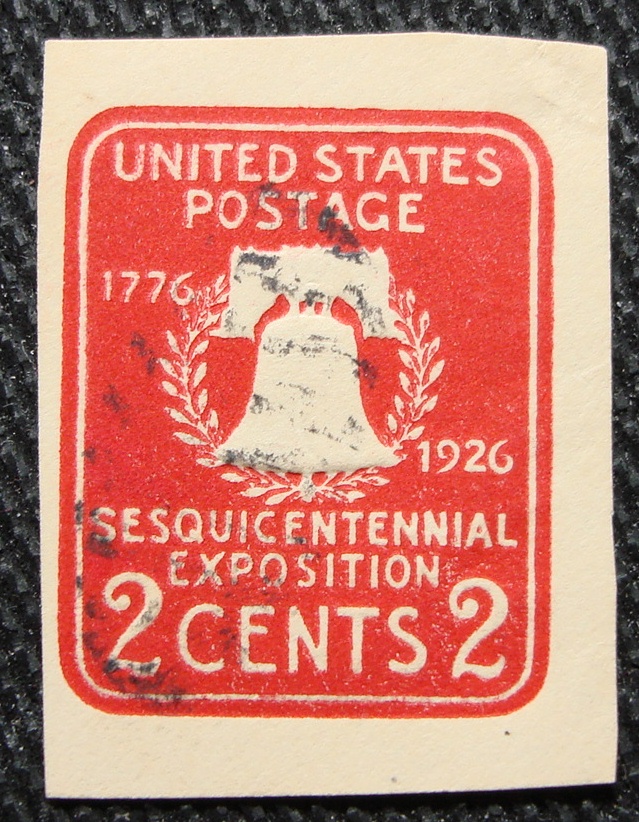 UNITED STATES
POSTAGE
1776
1926
SESQUICENTENNIAL
EXPOSITION
2 CENTS 2